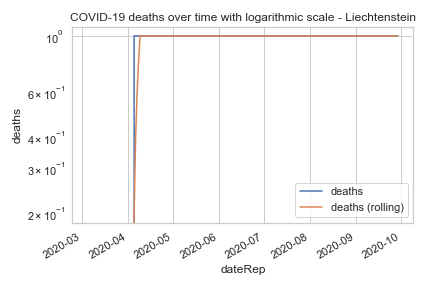 COVID-19 deaths over time with logarithmic scale - Liechtenstein
10⁰
6 × 10⁻¹
4 × 10⁻¹
3 × 10⁻¹
2 × 10⁻¹
deaths
deaths
deaths (rolling)
2020-03
2020-04
2020-05
2020-06
2020-07
2020-08
2020-09
2020-10
dateRep